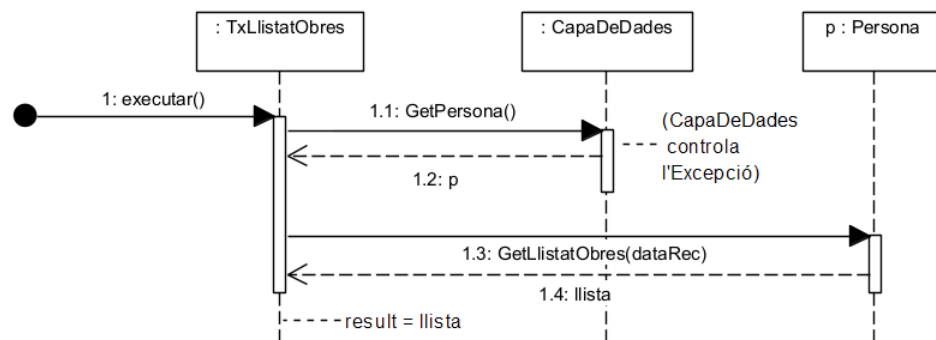 : TxLlistatObres
: CapaDeDades
p : Persona
1: executar()
1.1: GetPersona()
(CapaDeDades
controla
l'Excepció)
1.2: p
1.3: GetLlistatObres(dataRec)
1.4: llista
result = llista